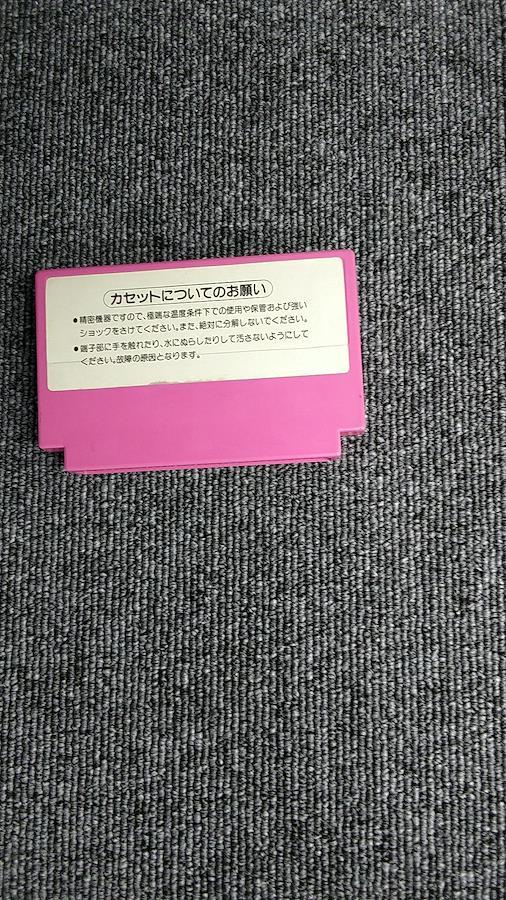 カセットについてのお願い
●精密機器ですので、極端な温度条件下での使用や保管および強い
ショックをさけてください。また、絶対に分解しないでください。
●端子部に手を触れたり、水にぬらしたりして汚さないようにして
ください。故障の原因となります。